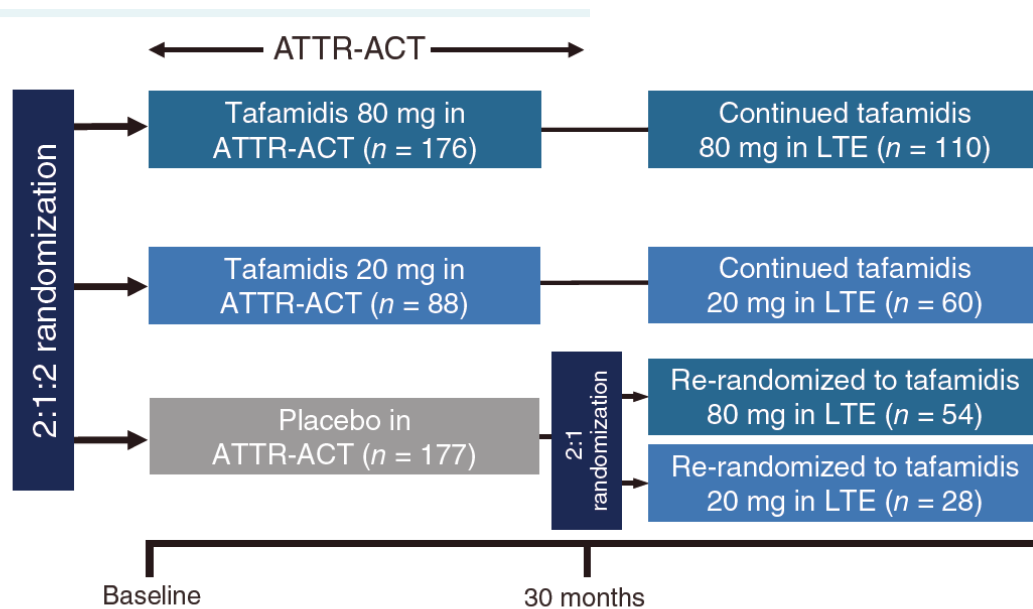 ATTR-ACT
2:1:2 randomization
Tafamidis 80 mg in
ATTR-ACT (n = 176)
Continued tafamidis
80 mg in LTE (n = 110)
Tafamidis 20 mg in
ATTR-ACT (n = 88)
Continued tafamidis
20 mg in LTE (n = 60)
Placebo in
ATTR-ACT (n = 177)
2:1
randomization
Re-randomized to tafamidis
80 mg in LTE (n = 54)
Re-randomized to tafamidis
20 mg in LTE (n = 28)
Baseline
30 months